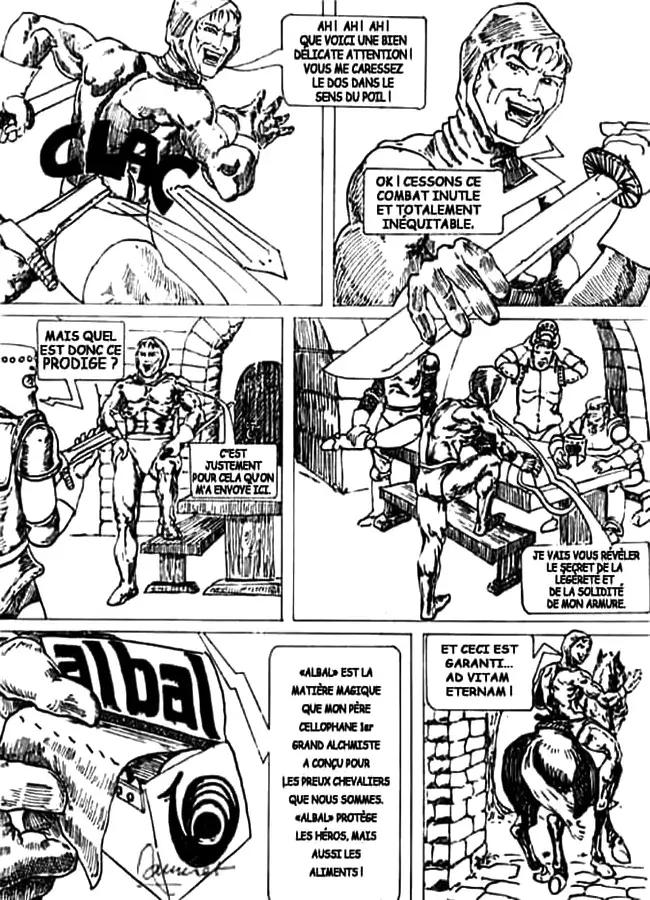 AH! AH! AH!
QUE VOICI UNE BIEN
DÉLICATE ATTENTION!
VOUS ME CARESSEZ
LE DOS DANS LE
SENS DU POIL!
CLAC
OK! CESSONS CE
COMBAT INUTLE
ET TOTALEMENT
INÉQUITABLE.
MAIS QUEL
EST DONC CE
PRODIGE ?
C'EST
JUSTEMENT
POUR CELA QU'ON
M'A ENVOYÉ ICI.
JE VAIS VOUS RÉVÉLER
LE SECRET DE LA
LÉGÈRETÉ ET
DE LA SOLIDITÉ
DE MON ARMURE.
albal
«ALBAL» EST LA
MATIÈRE MAGIQUE
QUE MON PÈRE
CELLOPHANE 1er
GRAND ALCHMISTE
A CONÇU POUR
LES PREUX CHEVALIERS
QUE NOUS SOMMES.
«ALBAL» PROTÈGE
LES HÉROS, MAIS
AUSSI LES
ALIMENTS!
ET CECI EST
GARANTI...
AD VITAM
ETERNAM!